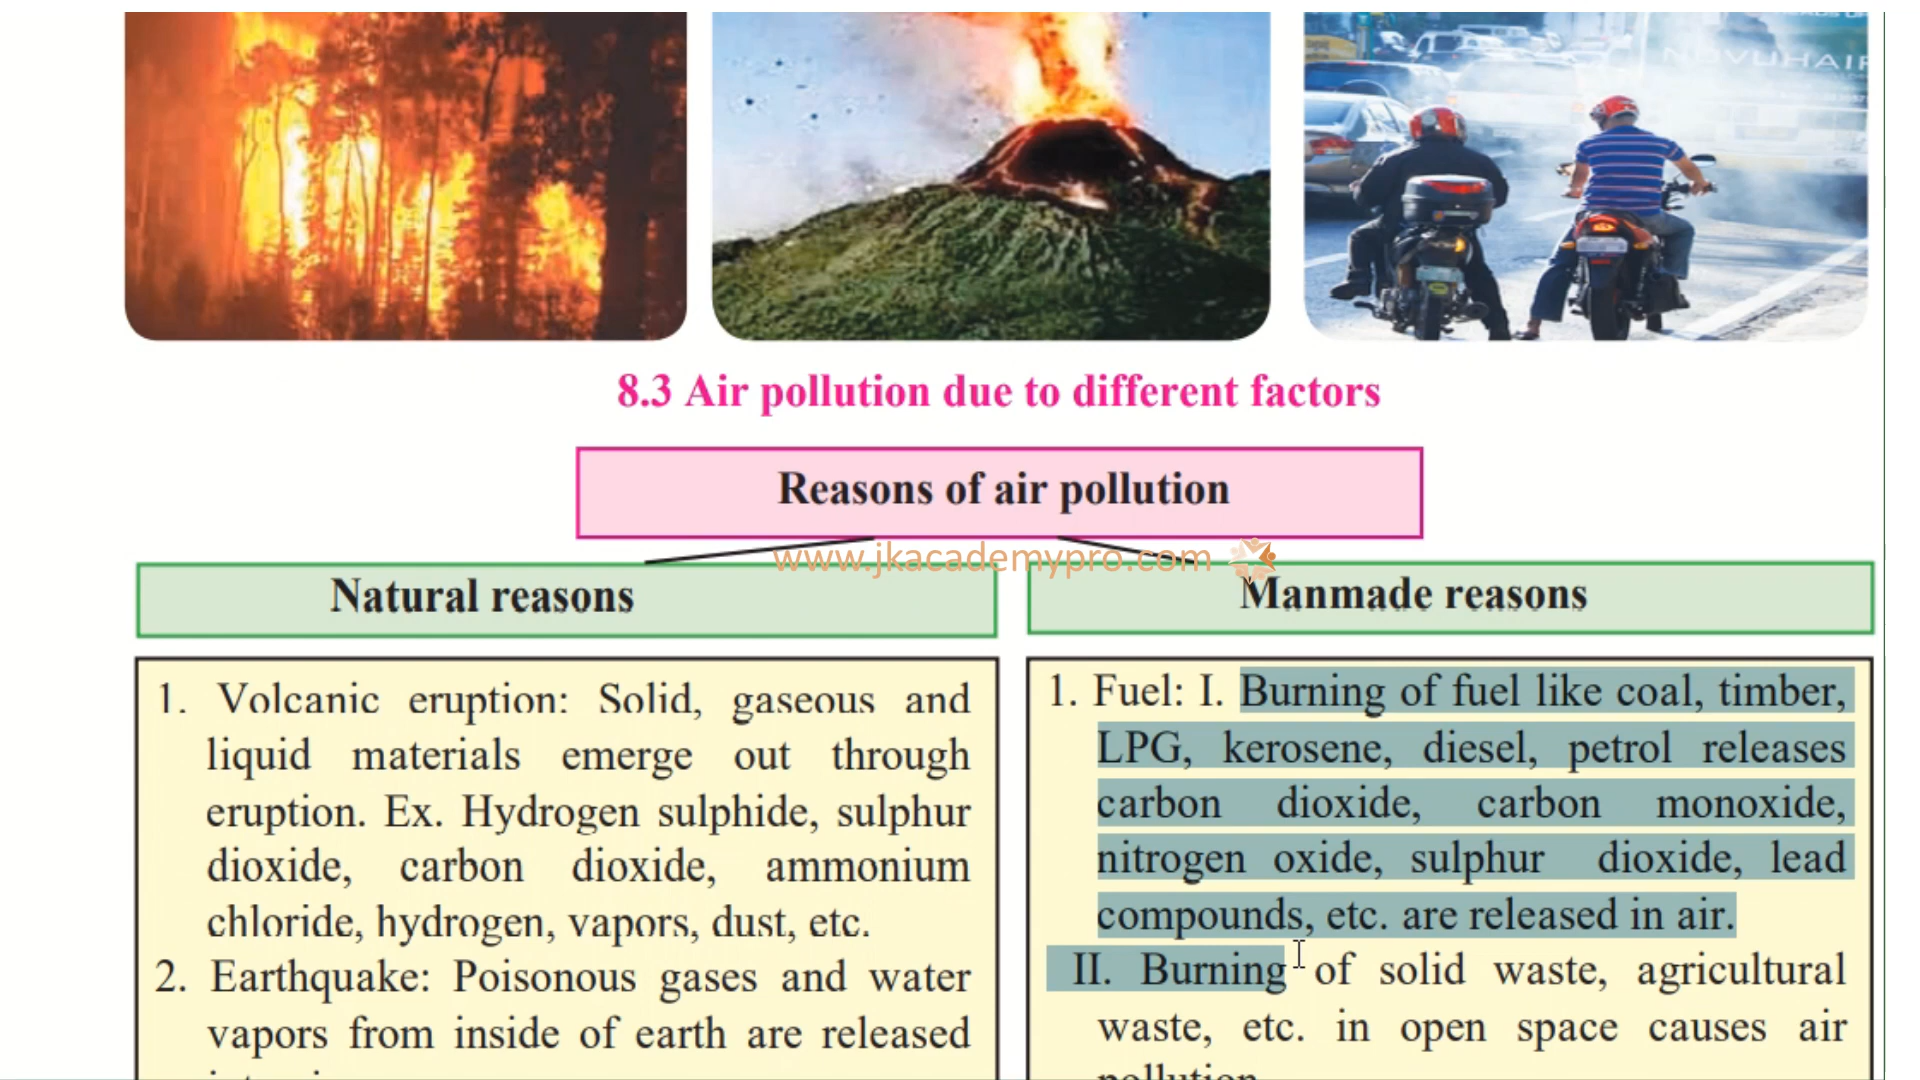 NOVUHAIR
8.3 Air pollution due to different factors
Reasons of air pollution
www.jkacademypro.com
Natural reasons
Manmade reasons
1. Volcanic eruption: Solid, gaseous and
liquid materials emerge out through
eruption. Ex. Hydrogen sulphide, sulphur
dioxide, carbon dioxide, ammonium
chloride, hydrogen, vapors, dust, etc.
2. Earthquake: Poisonous gases and water
vapors from inside of earth are released
1. Fuel: I. Burning of fuel like coal, timber,
LPG, kerosene, diesel, petrol releases
carbon dioxide, carbon monoxide,
nitrogen oxide, sulphur dioxide, lead
compounds, etc. are released in air.
II. Burning of solid waste, agricultural
waste, etc. in open space causes air
pollution